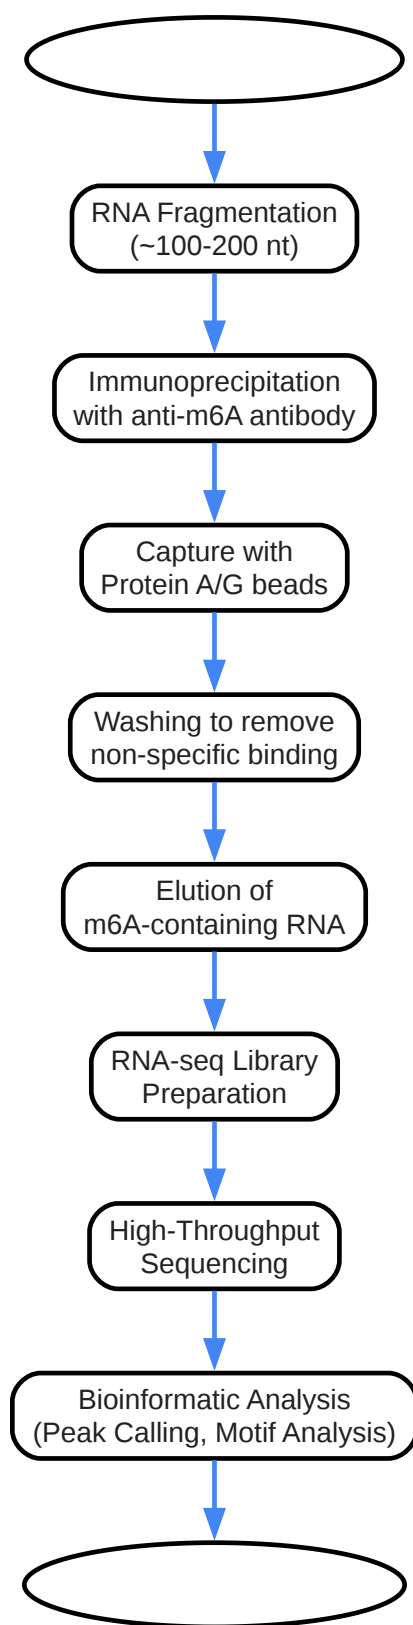 RNA Fragmentation
(~100-200 nt)
Immunoprecipitation
with anti-m6A antibody
Capture with
Protein A/G beads
Washing to remove
non-specific binding
Elution of
m6A-containing RNA
RNA-seq Library
Preparation
High-Throughput
Sequencing
Bioinformatic Analysis
(Peak Calling, Motif Analysis)